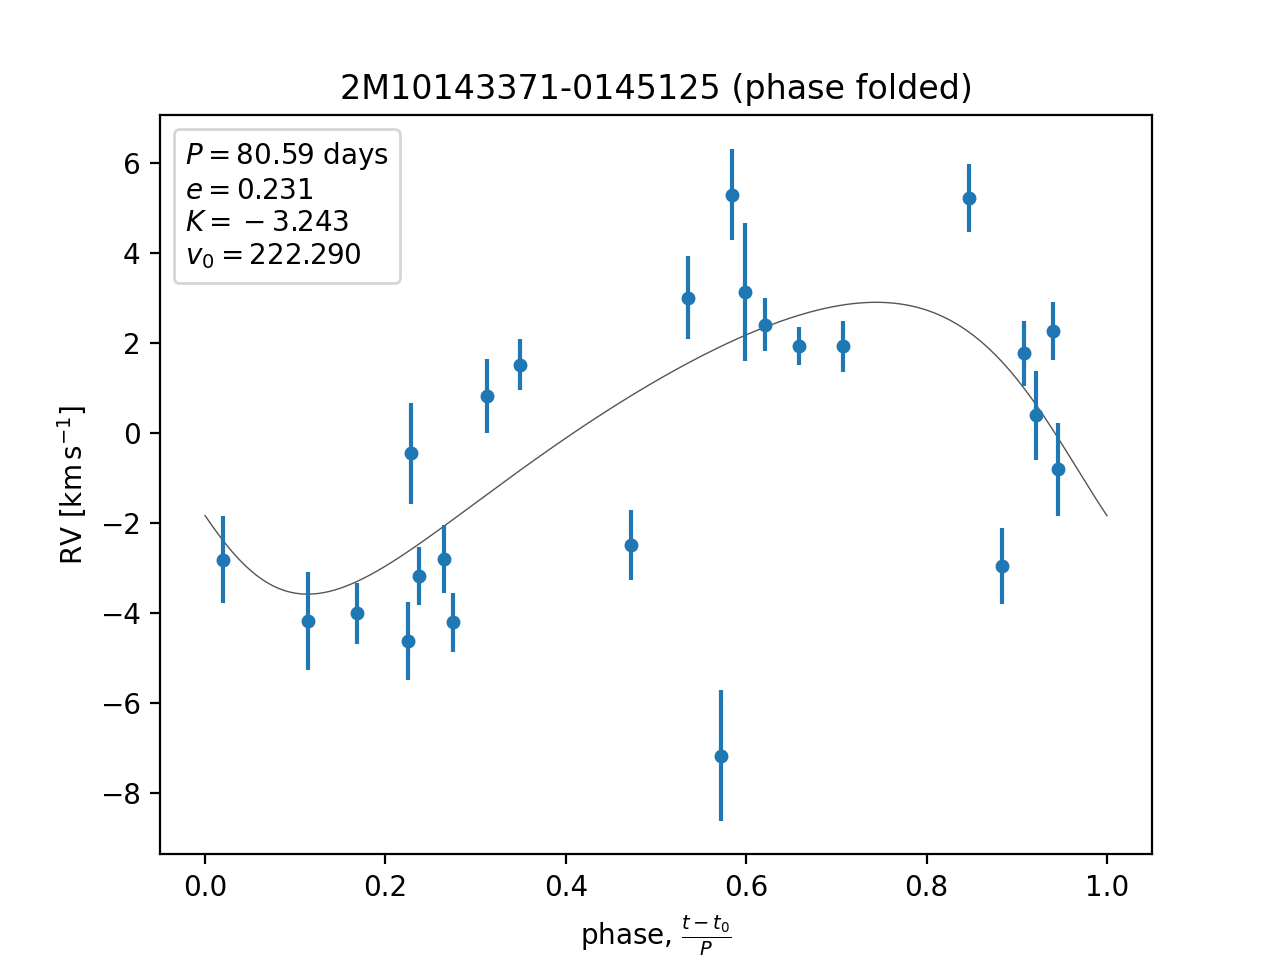 2M10143371-0145125 (phase folded)
P = 80.59 days
e = 0.231
K = −3.243
v₀ = 222.290
RV [km s⁻¹]
6
4
2
0
−2
−4
−6
−8
0.0 0.2 0.4 0.6 0.8 1.0
phase, (t − t₀)/P